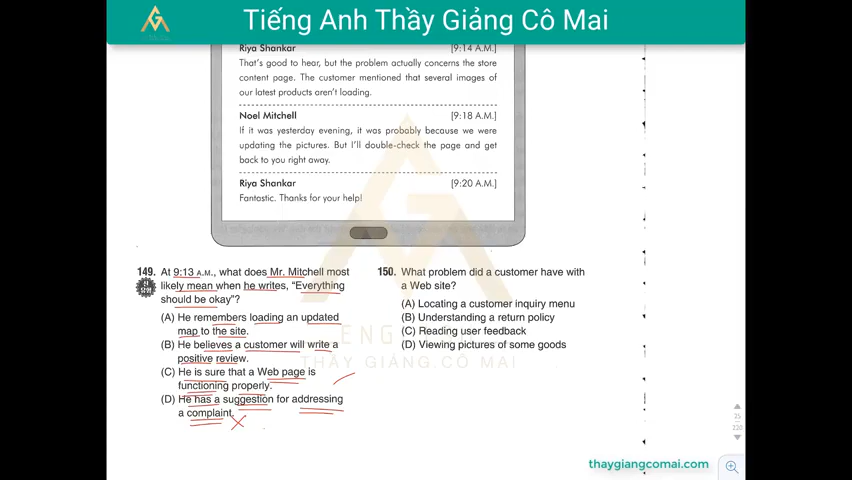 Tiếng Anh Thầy Giảng Cô Mai
Riya Shankar [9:14 A.M.]
That's good to hear, but the problem actually concerns the store
content page. The customer mentioned that several images of
our latest products aren't loading.
Noel Mitchell [9:18 A.M.]
If it was yesterday evening, it was probably because we were
updating the pictures. But I'll double-check the page and get
back to you right away.
Riya Shankar [9:20 A.M.]
Fantastic. Thanks for your help!
149. At 9:13 A.M., what does Mr. Mitchell most
likely mean when he writes, “Everything
should be okay”?
(A) He remembers loading an updated
map to the site.
(B) He believes a customer will write a
positive review.
(C) He is sure that a Web page is
functioning properly.
(D) He has a suggestion for addressing
a complaint.
150. What problem did a customer have with
a Web site?
(A) Locating a customer inquiry menu
(B) Understanding a return policy
(C) Reading user feedback
(D) Viewing pictures of some goods
THẦY GIẢNG.CÔ MAI
25
220
thaygiangcomai.com